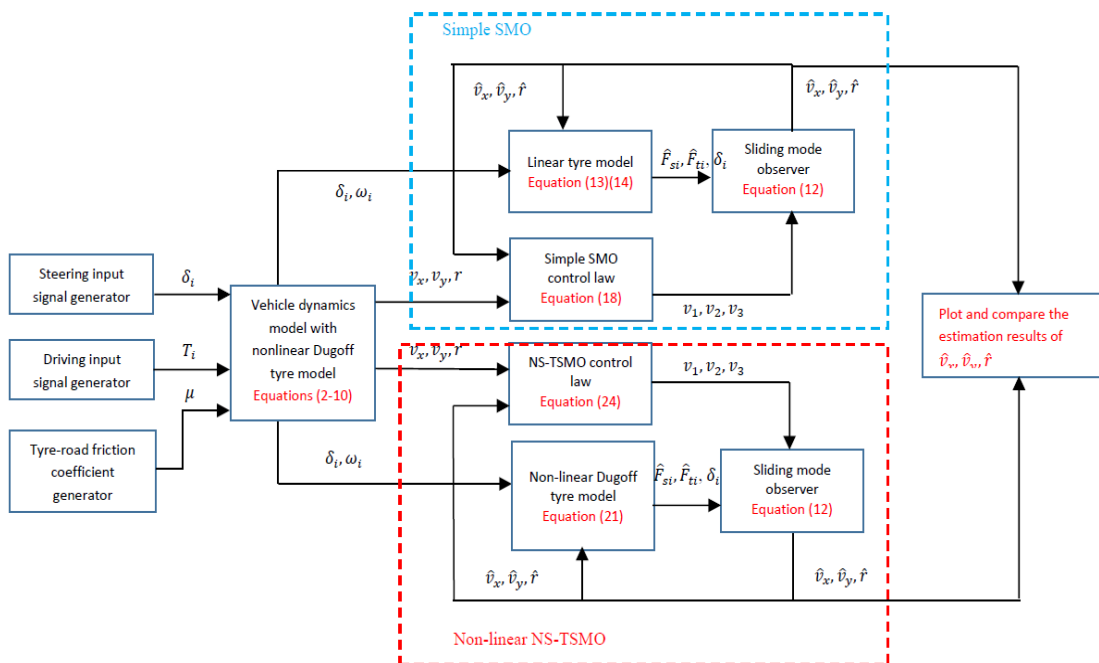 Simple SMO
v̂x, v̂y, r̂
v̂x, v̂y, r̂
Linear tyre model
Equation (13)(14)
F̂si, F̂ti, δi
Sliding mode
observer
Equation (12)
δi, ωi
Steering input
signal generator
δi
Vehicle dynamics
model with
nonlinear Dugoff
tyre model
Equations (2-10)
vx, vy, r
Simple SMO
control law
Equation (18)
v1, v2, v3
Plot and compare the
estimation results of
v̂x, v̂y, r̂
Driving input
signal generator
Ti
vx, vy, r
NS-TSMO control
law
Equation (24)
v1, v2, v3
μ
Tyre-road friction
coefficient
generator
δi, ωi
Non-linear Dugoff
tyre model
Equation (21)
F̂si, F̂ti, δi
Sliding mode
observer
Equation (12)
v̂x, v̂y, r̂
v̂x, v̂y, r̂
Non-linear NS-TSMO